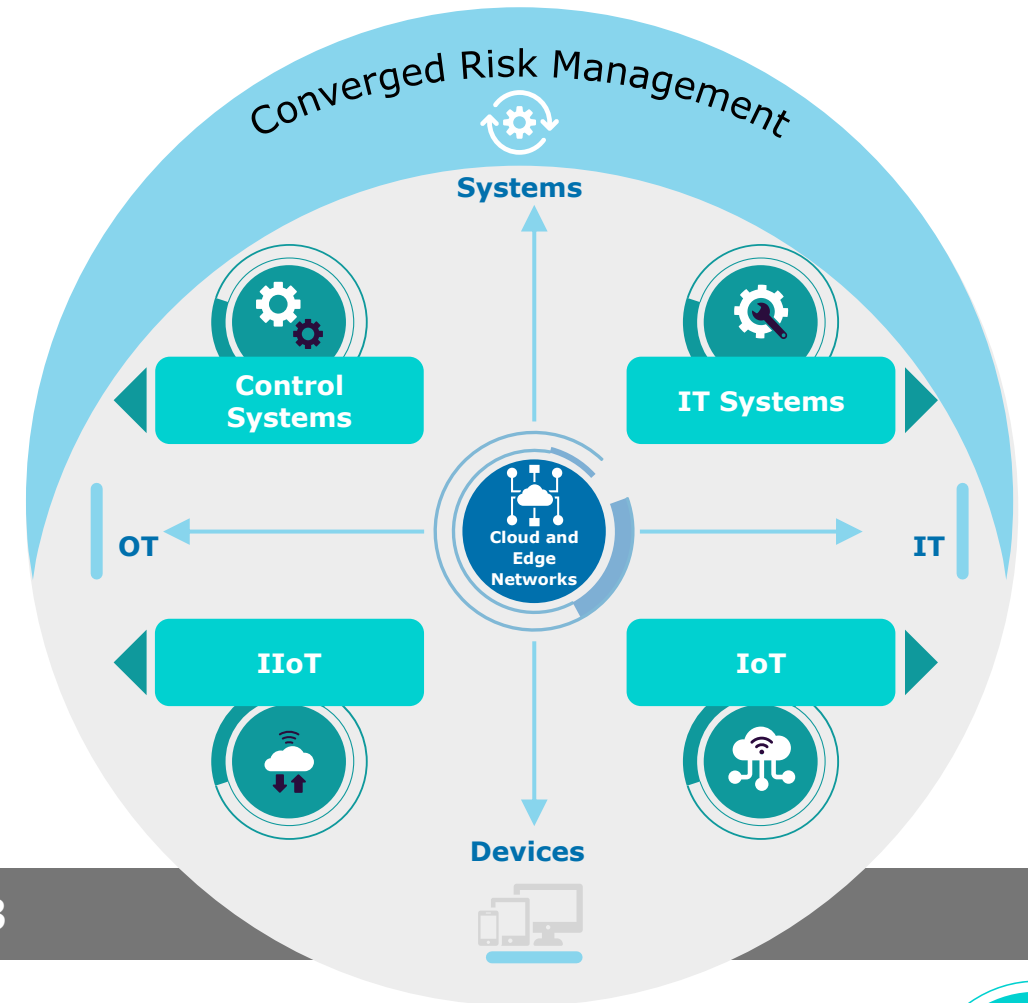 Converged Risk Management
Systems
Control
Systems
IT Systems
OT
Cloud and
Edge
Networks
IT
IIoT
IoT
Devices